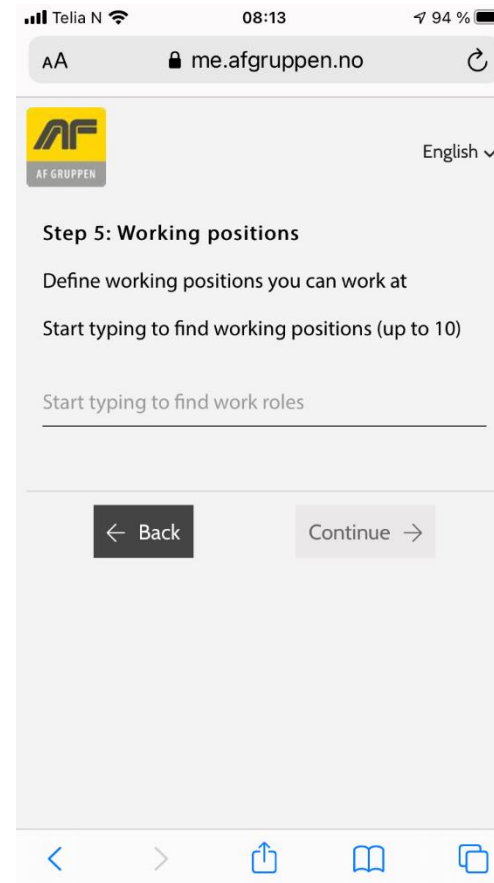 Telia N 08:13 94 %
AA me.afgruppen.no
AF
AF GRUPPEN
English
Step 5: Working positions
Define working positions you can work at
Start typing to find working positions (up to 10)
Start typing to find work roles
← Back Continue →